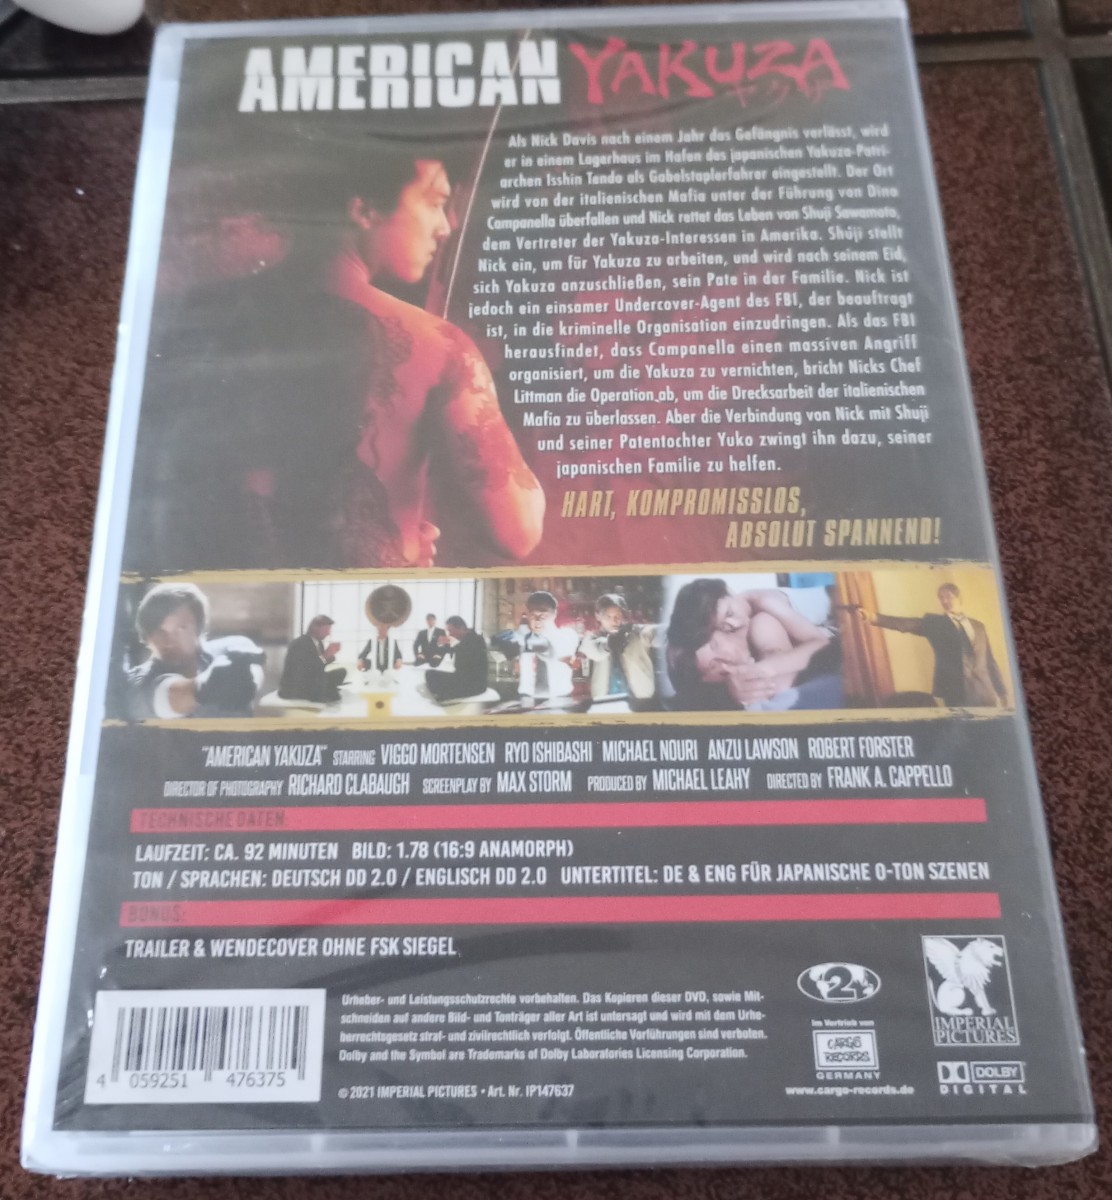 AMERICAN YAKUZA
Als Nick Davis nach einem Jahr das Gefängnis verlässt, wird
er in einem Lagerhaus im Hafen des japanischen Yakuza-Patri-
archen Isshin Tendo als Gabelstaplerfahrer eingestellt. Der Ort
wird von der italienischen Mafia unter der Führung von Dino
Campanella überfallen und Nick rettet das Leben von Shuji Sawamoto,
dem Vertreter der Yakuza-Interessen in Amerika. Shuji stellt
Nick ein, um für Yakuza zu arbeiten, und wird nach seinem Eid,
sich Yakuza anzuschließen, sein Pate in der Familie. Nick ist
jedoch ein einsamer Undercover-Agent des FBI, der beauftragt
ist, in die kriminelle Organisation einzudringen. Als das FBI
herausfindet, dass Campanella einen massiven Angriff
organisiert, um die Yakuza zu vernichten, bricht Nicks Chef
Littman die Operation ab, um die Drecksarbeit der italienischen
Mafia zu überlassen. Aber die Verbindung von Nick mit Shuji
und seiner Patentochter Yuko zwingt ihn dazu, seiner
japanischen Familie zu helfen.
HART, KOMPROMISSLOS,
ABSOLUT SPANNEND!
"AMERICAN YAKUZA" STARRING VIGGO MORTENSEN RYO ISHIBASHI MICHAEL NOURI ANZU LAWSON ROBERT FORSTER
DIRECTOR OF PHOTOGRAPHY RICHARD CLABAUGH SCREENPLAY BY MAX STORM PRODUCED BY MICHAEL LEAHY DIRECTED BY FRANK A. CAPPELLO
TECHNISCHE DATEN:
LAUFZEIT: CA. 92 MINUTEN BILD: 1.78 (16:9 ANAMORPH)
TON / SPRACHEN: DEUTSCH DD 2.0 / ENGLISCH DD 2.0 UNTERTITEL: DE & ENG FÜR JAPANISCHE O-TON SZENEN
BONUS:
TRAILER & WENDECOVER OHNE FSK SIEGEL
Urheber- und Leistungsschutzrechte vorbehalten. Das Kopieren dieser DVD, sowie Mit-
schneiden auf andere Bild- und Tonträger aller Art ist untersagt und wird mit dem Urhe-
berrechtsgesetz straf- und zivilrechtlich verfolgt. Öffentliche Vorführungen sind verboten.
Dolby and the Symbol are Trademarks of Dolby Laboratories Licensing Corporation.
© 2021 IMPERIAL PICTURES • Art. Nr. IP147637
4 059251 476375
2
Im Vertrieb von
CARGO
RECORDS
GERMANY
www.cargo-records.de
IMPERIAL
PICTURES
DOLBY
DIGITAL